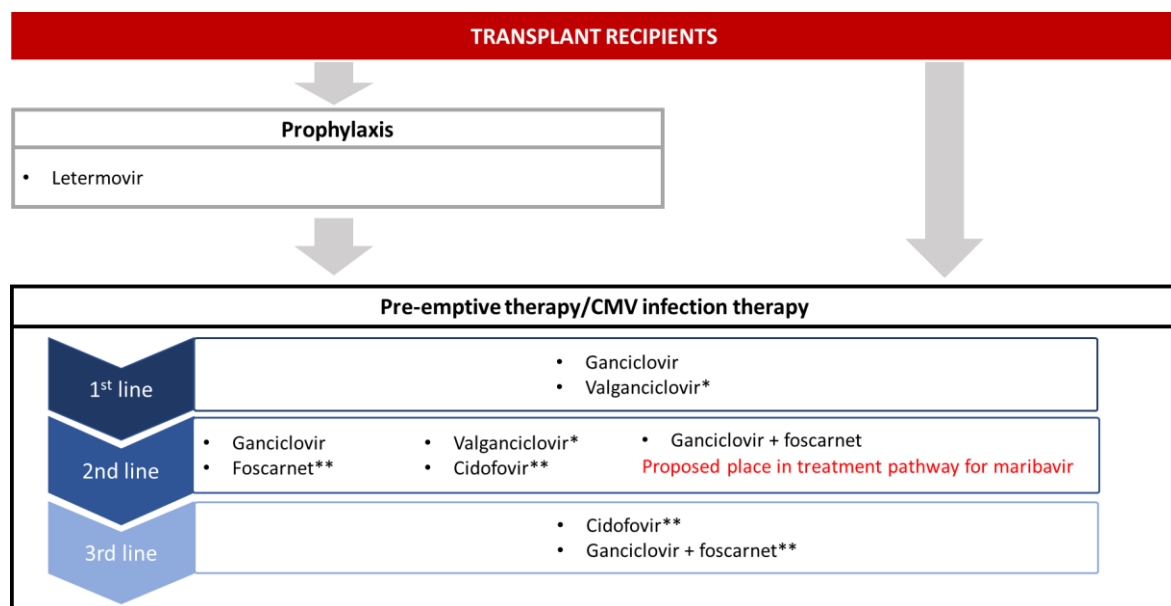 TRANSPLANT RECIPIENTS
Prophylaxis
• Letermovir
Pre-emptive therapy/CMV infection therapy
1st line
• Ganciclovir
• Valganciclovir*
2nd line
• Ganciclovir
• Foscarnet**
• Valganciclovir*
• Cidofovir**
• Ganciclovir + foscarnet
Proposed place in treatment pathway for maribavir
3rd line
• Cidofovir**
• Ganciclovir + foscarnet**